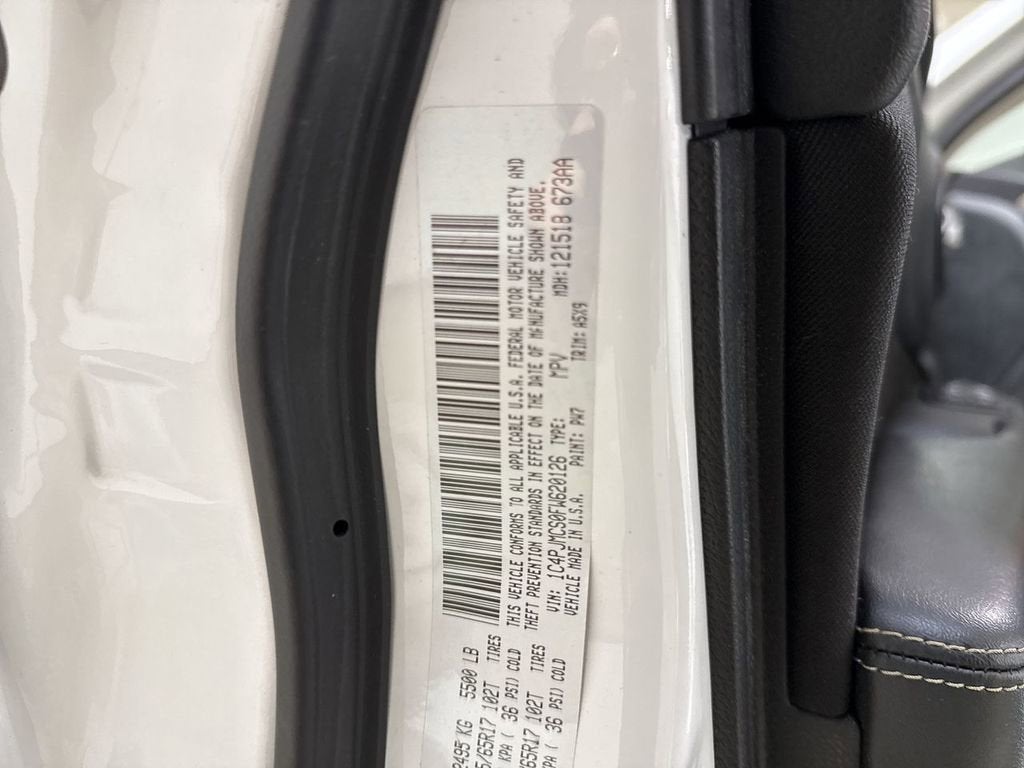 2495 KG 5500 LB
5/65R17 102T TIRES
KPA ( 36 PSI) COLD
65R17 102T TIRES
KPA ( 36 PSI) COLD
THIS VEHICLE CONFORMS TO ALL APPLICABLE U.S.A. FEDERAL MOTOR VEHICLE SAFETY AND
THEFT PREVENTION STANDARDS IN EFFECT ON THE DATE OF MANUFACTURE SHOWN ABOVE.
VIN: 1C4PJMCS9FW620126 TYPE: MPV MDH:121518 673AA
VEHICLE MADE IN U.S.A. PAINT: PW7 TRIM: A5X9